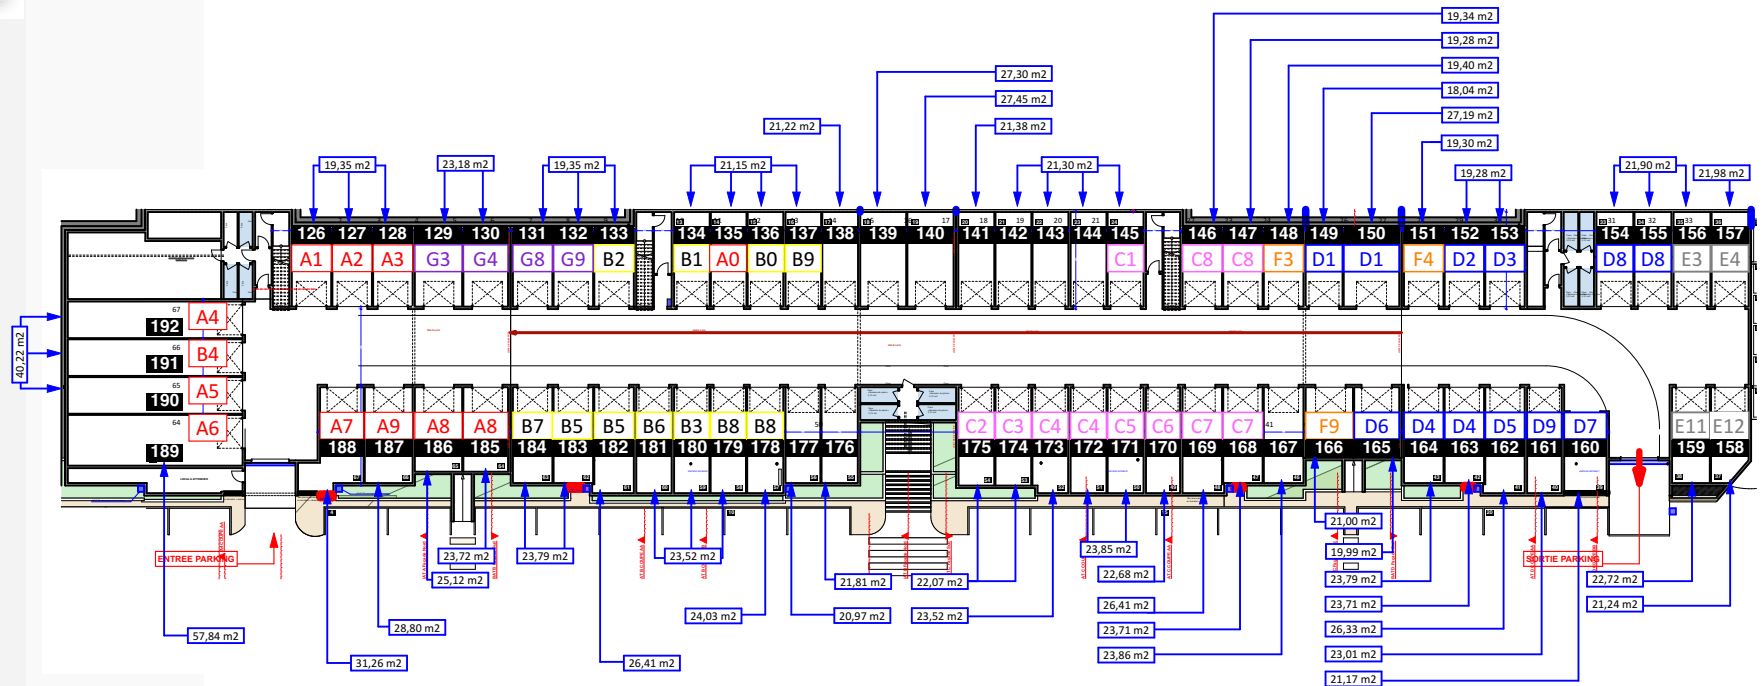 19,34 m2
19,28 m2
19,40 m2
18,04 m2
27,19 m2
19,30 m2
27,30 m2
27,45 m2
21,22 m2
21,38 m2
19,35 m2
23,18 m2
19,35 m2
21,15 m2
21,30 m2
19,28 m2
21,90 m2
21,98 m2
126 127 128 129 130 131 132 133 134 135 136 137 138 139 140 141 142 143 144 145 146 147 148 149 150 151 152 153 154 155 156 157
A1 A2 A3 G3 G4 G8 G9 B2 B1 A0 B0 B9 C1 C8 C8 F3 D1 D1 F4 D2 D3 D8 D8 E3 E4
67
192 A4
66
191 B4
65
190 A5
64
189 A6
40,22 m2
A7 A9 A8 A8 B7 B5 B5 B6 B3 B8 B8 C2 C3 C4 C4 C5 C6 C7 C7 F9 D6 D4 D4 D5 D9 D7 E11 E12
188 187 186 185 184 183 182 181 180 179 178 177 176 175 174 173 172 171 170 169 168 167 166 165 164 163 162 161 160 159 158
ENTREE PARKING
SORTIE PARKING
23,72 m2
25,12 m2
23,79 m2
23,52 m2
21,81 m2
22,07 m2
23,85 m2
21,00 m2
19,99 m2
22,68 m2
23,79 m2
22,72 m2
24,03 m2
20,97 m2
23,52 m2
26,41 m2
23,71 m2
21,24 m2
28,80 m2
57,84 m2
23,71 m2
26,33 m2
31,26 m2
26,41 m2
23,86 m2
23,01 m2
21,17 m2